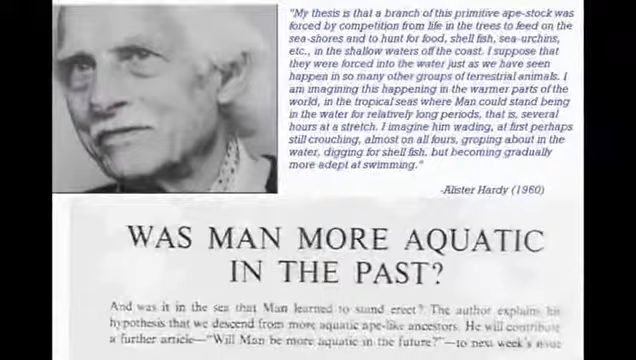 "My thesis is that a branch of this primitive ape-stock was
forced by competition from life in the trees to feed on the
sea-shores and to hunt for food, shell fish, sea-urchins,
etc., in the shallow waters off the coast. I suppose that
they were forced into the water just as we have seen
happen in so many other groups of terrestrial animals. I
am imagining this happening in the warmer parts of the
world, in the tropical seas where Man could stand being
in the water for relatively long periods, that is, several
hours at a stretch. I imagine him wading, at first perhaps
still crouching, almost on all fours, groping about in the
water, digging for shell fish, but becoming gradually
more adept at swimming."
-Alister Hardy (1960)
WAS MAN MORE AQUATIC
IN THE PAST?
And was it in the sea that Man learned to stand erect? The author explains his
hypothesis that we descend from more aquatic ape-like ancestors. He will contribute
a further article—"Will Man be more aquatic in the future?"—to next week's issue